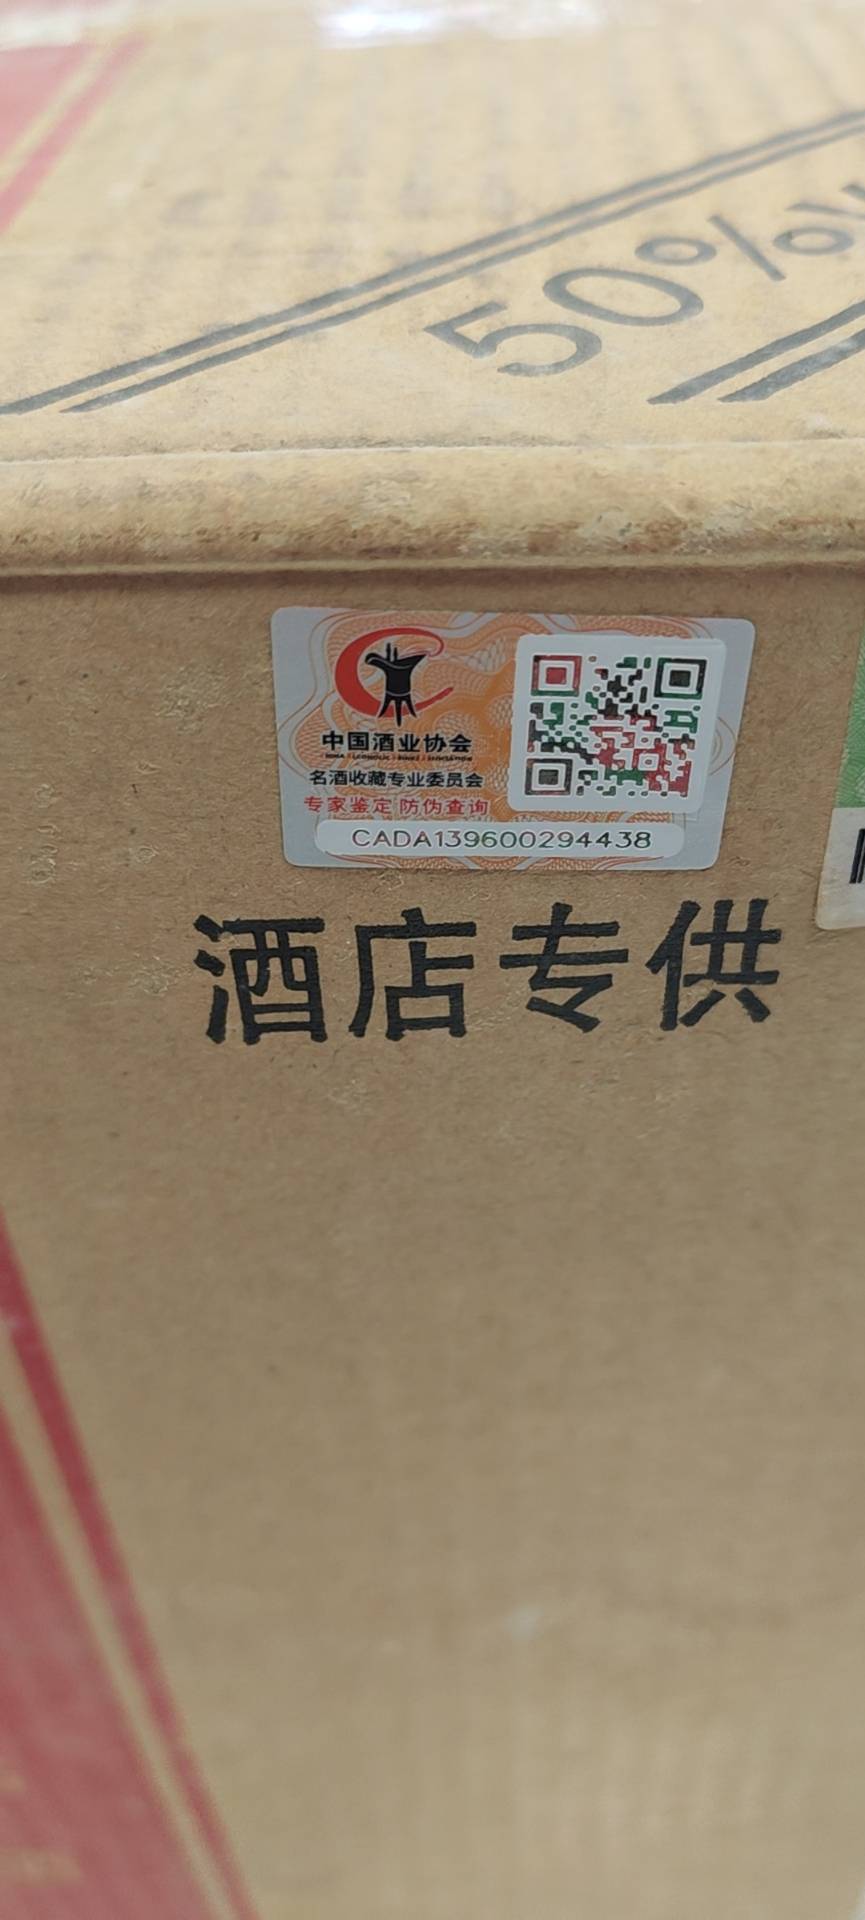 50%
中国酒业协会
名酒收藏专业委员会
专家鉴定 防伪查询
CADA139600294438
酒店专供